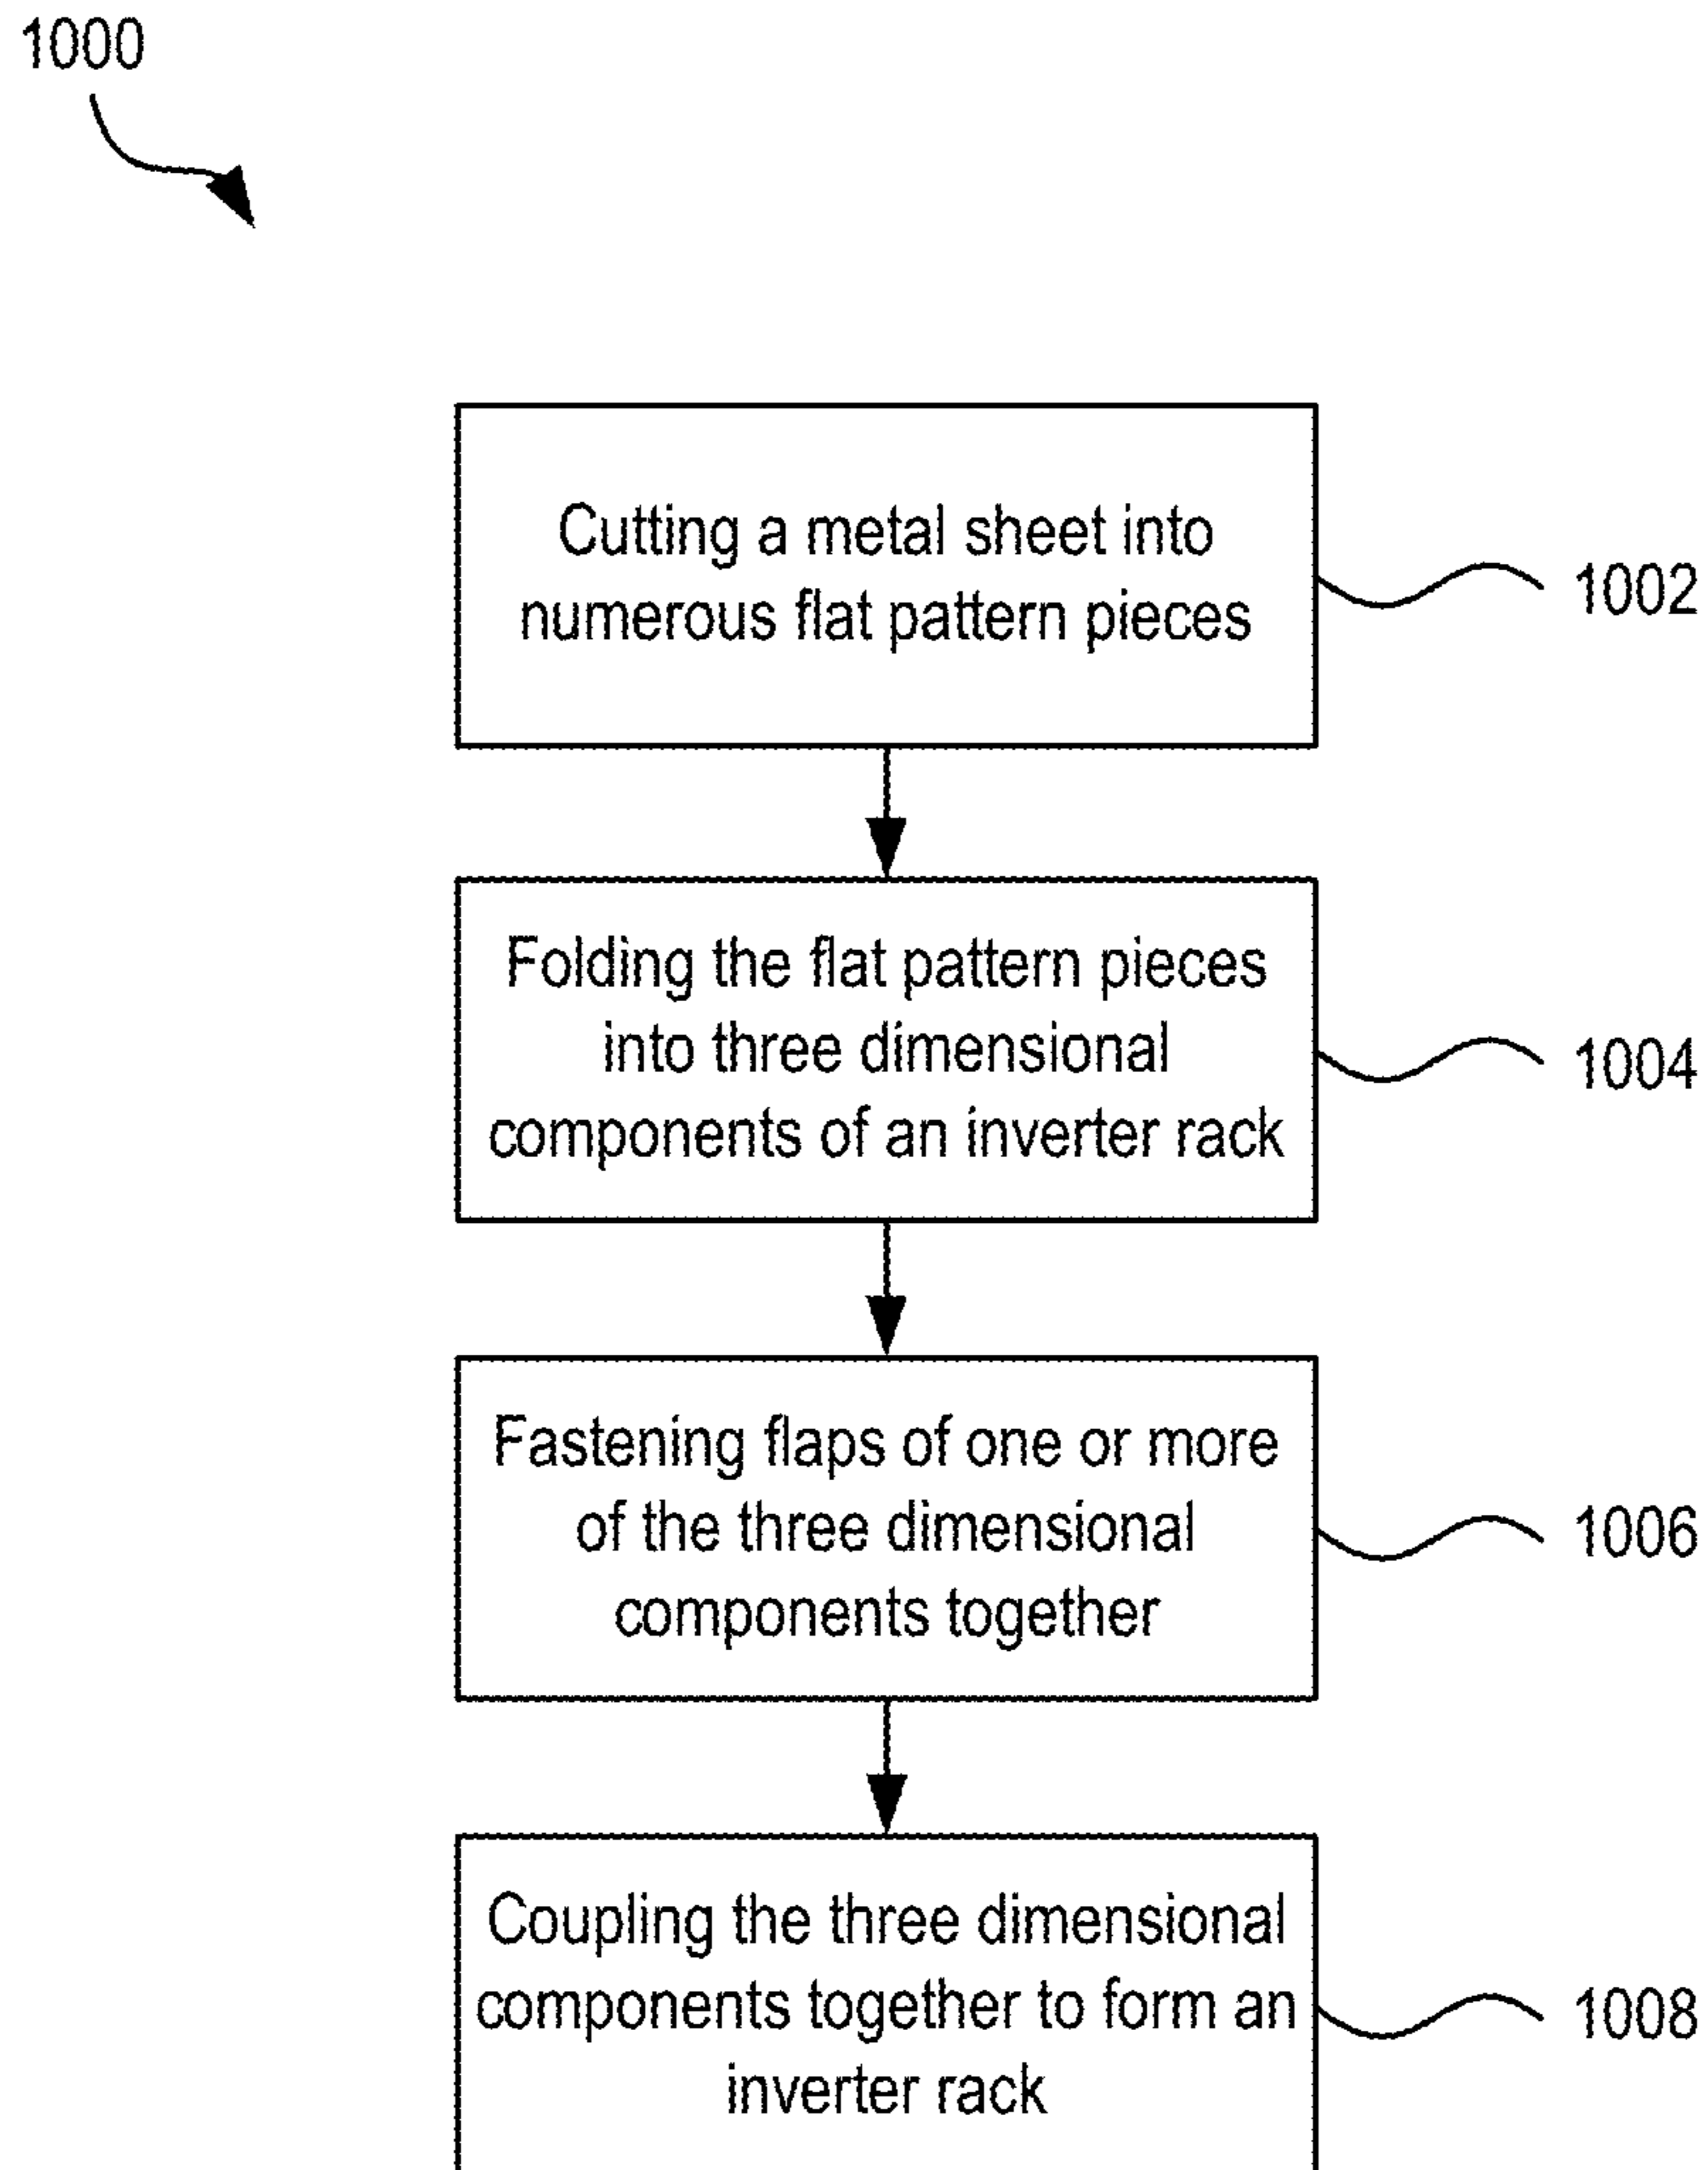 1000
Cutting a metal sheet into
numerous flat pattern pieces
1002
Folding the flat pattern pieces
into three dimensional
components of an inverter rack
1004
Fastening flaps of one or more
of the three dimensional
components together
1006
Coupling the three dimensional
components together to form an
inverter rack
1008